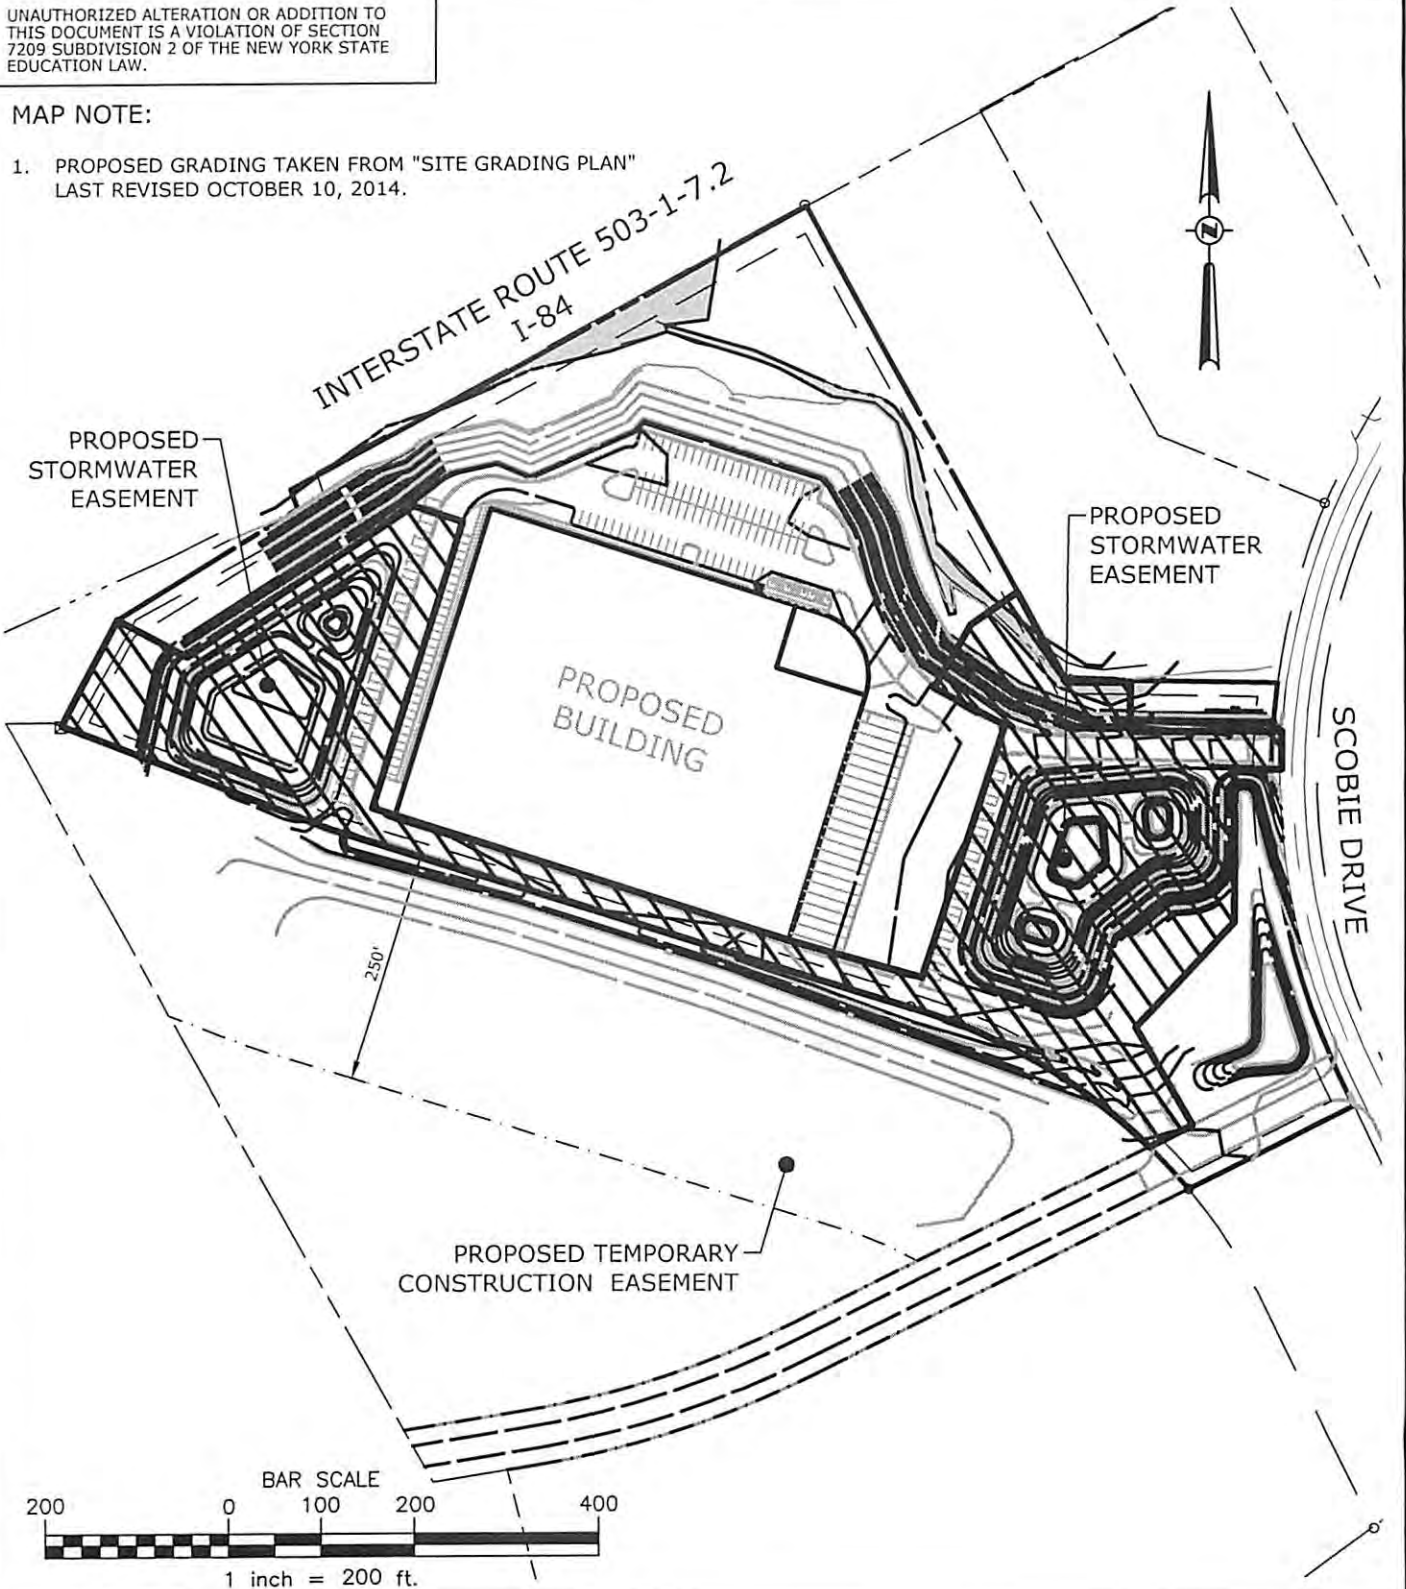 UNAUTHORIZED ALTERATION OR ADDITION TO
THIS DOCUMENT IS A VIOLATION OF SECTION
7209 SUBDIVISION 2 OF THE NEW YORK STATE
EDUCATION LAW.
MAP NOTE:
1. PROPOSED GRADING TAKEN FROM "SITE GRADING PLAN"
LAST REVISED OCTOBER 10, 2014.
INTERSTATE ROUTE 503-1-7.2
I-84
N
PROPOSED
STORMWATER
EASEMENT
PROPOSED
STORMWATER
EASEMENT
PROPOSED
BUILDING
SCOBIE DRIVE
250'
PROPOSED TEMPORARY
CONSTRUCTION EASEMENT
BAR SCALE
200 0 100 200 400
1 inch = 200 ft.